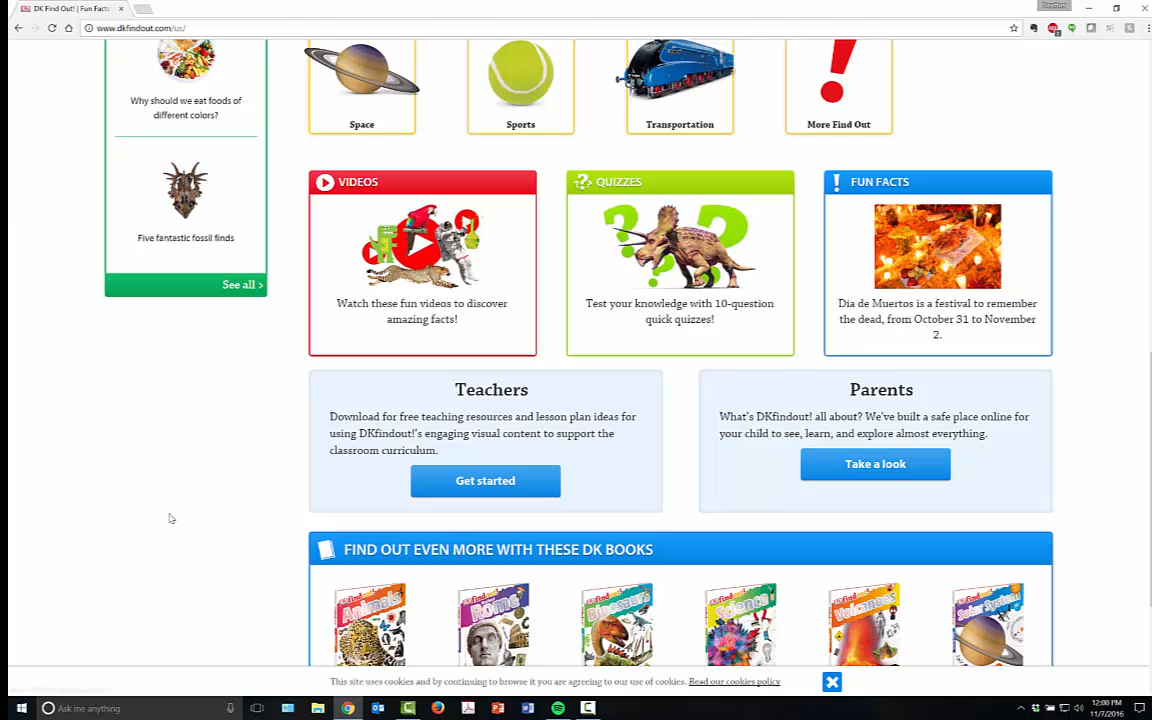 DK Find Out! | Fun Facts
www.dkfindout.com/us/
Why should we eat foods of
different colors?
Five fantastic fossil finds
See all >
Space
Sports
Transportation
More Find Out
VIDEOS
Watch these fun videos to discover
amazing facts!
QUIZZES
Test your knowledge with 10-question
quick quizzes!
FUN FACTS
Dia de Muertos is a festival to remember
the dead, from October 31 to November
2.
Teachers
Download for free teaching resources and lesson plan ideas for
using DKfindout!'s engaging visual content to support the
classroom curriculum.
Get started
Parents
What's DKfindout! all about? We've built a safe place online for
your child to see, learn, and explore almost everything.
Take a look
FIND OUT EVEN MORE WITH THESE DK BOOKS
Animals
Rome
Dinosaurs
Science
Volcanoes
Solar System
This site uses cookies and by continuing to browse it you are agreeing to our use of cookies. Read our cookies policy
Ask me anything
12:00 PM
11/7/2016